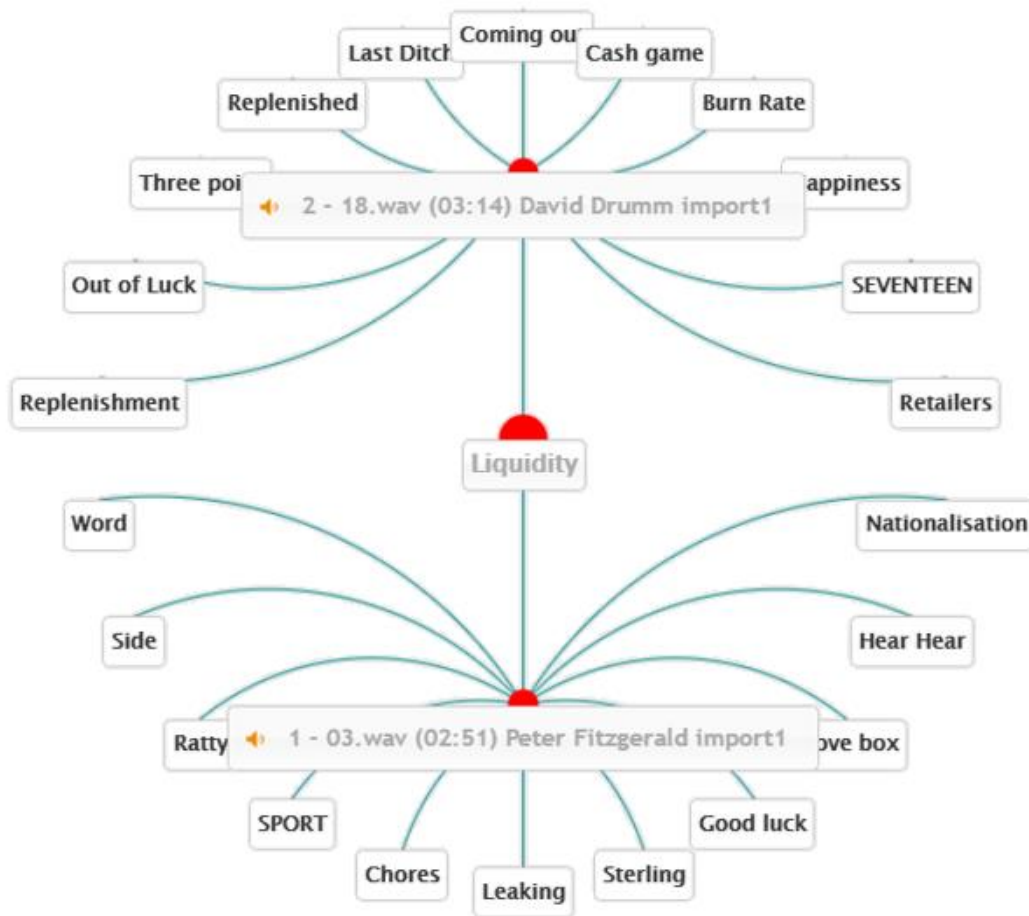 Coming out
Last Ditch
Cash game
Replenished
Burn Rate
Three poi
appiness
2 - 18.wav (03:14) David Drumm import1
Out of Luck
SEVENTEEN
Replenishment
Retailers
Liquidity
Word
Nationalisation
Side
Hear Hear
Ratty
1 - 03.wav (02:51) Peter Fitzgerald import1
ove box
SPORT
Good luck
Chores
Sterling
Leaking